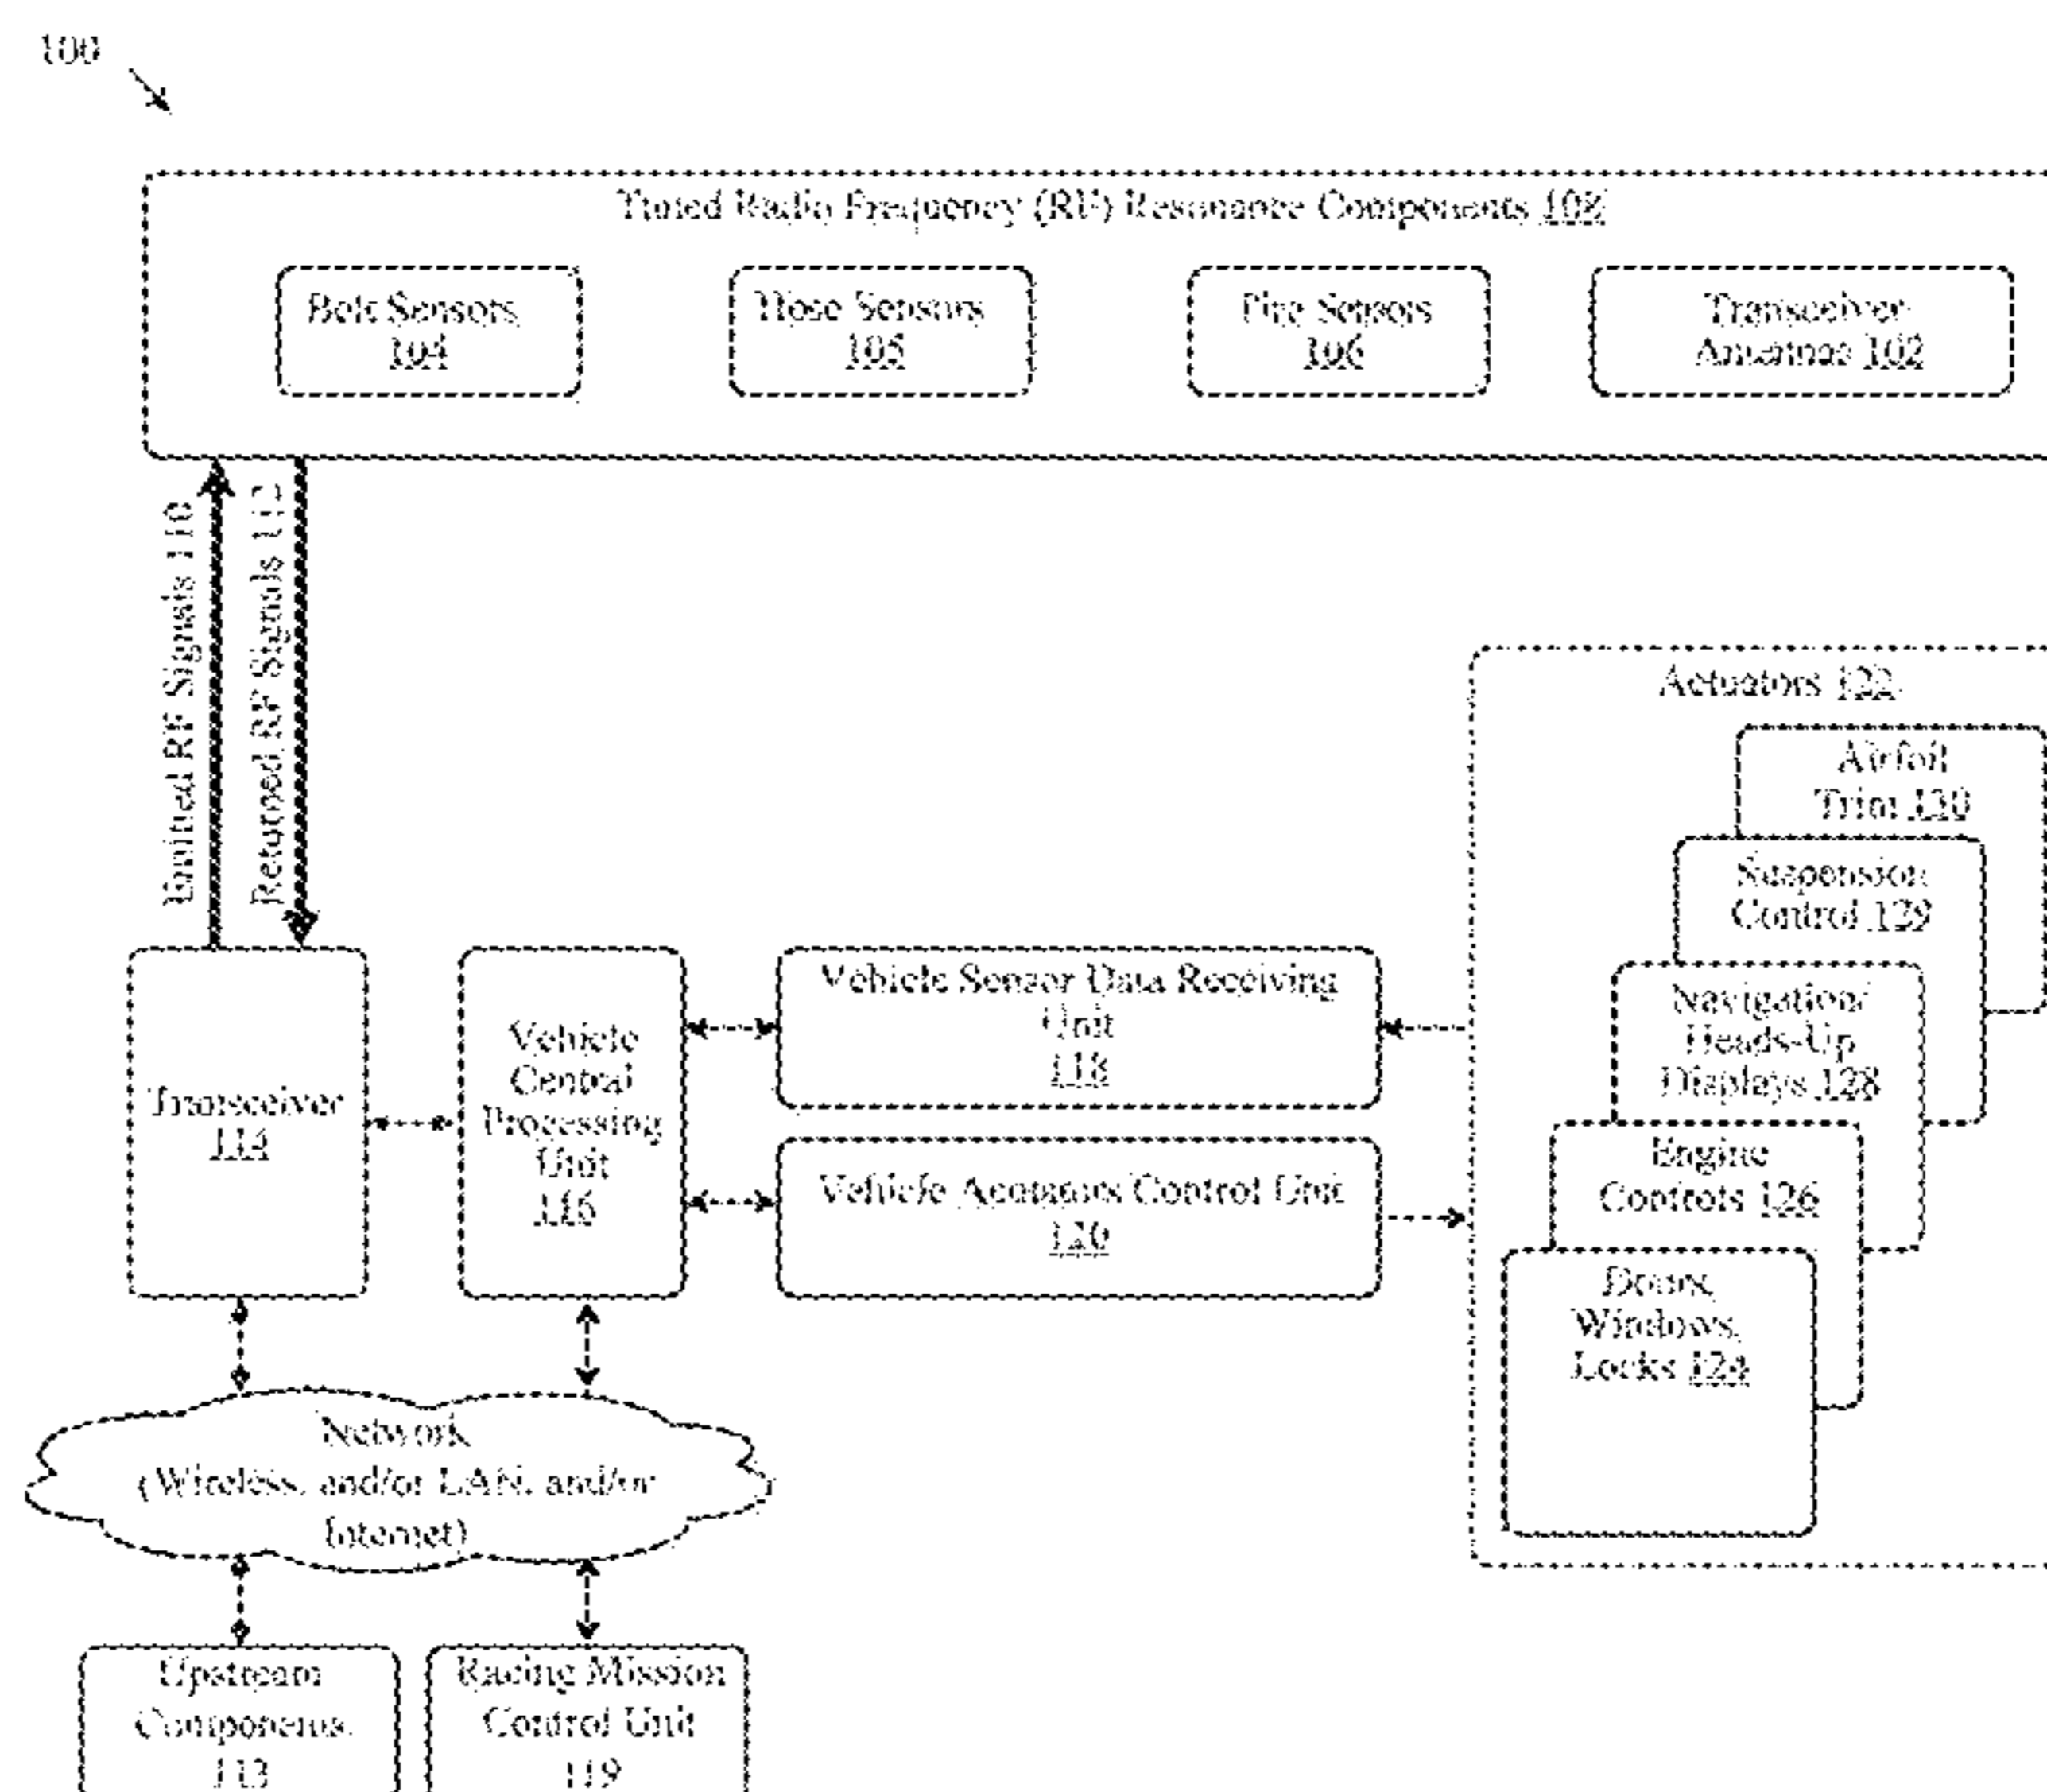 100
Tuned Radio Frequency (RF) Resonance Components 108
Belt Sensors
104
Hose Sensors
105
Tire Sensors
106
Transceiver
Antennas 102
Emitted RF Signals 110
Returned RF Signals 112
Actuators 122
Airfoil
Trim 130
Suspension
Control 129
Navigation/
Heads-Up
Displays 128
Engine
Controls 126
Doors,
Windows,
Locks 124
Transceiver
114
Vehicle
Central
Processing
Unit
116
Vehicle Sensor Data Receiving
Unit
118
Vehicle Actuators Control Unit
120
Network
(Wireless, and/or LAN, and/or
Internet)
Upstream
Components
113
Racing Mission
Control Unit
119